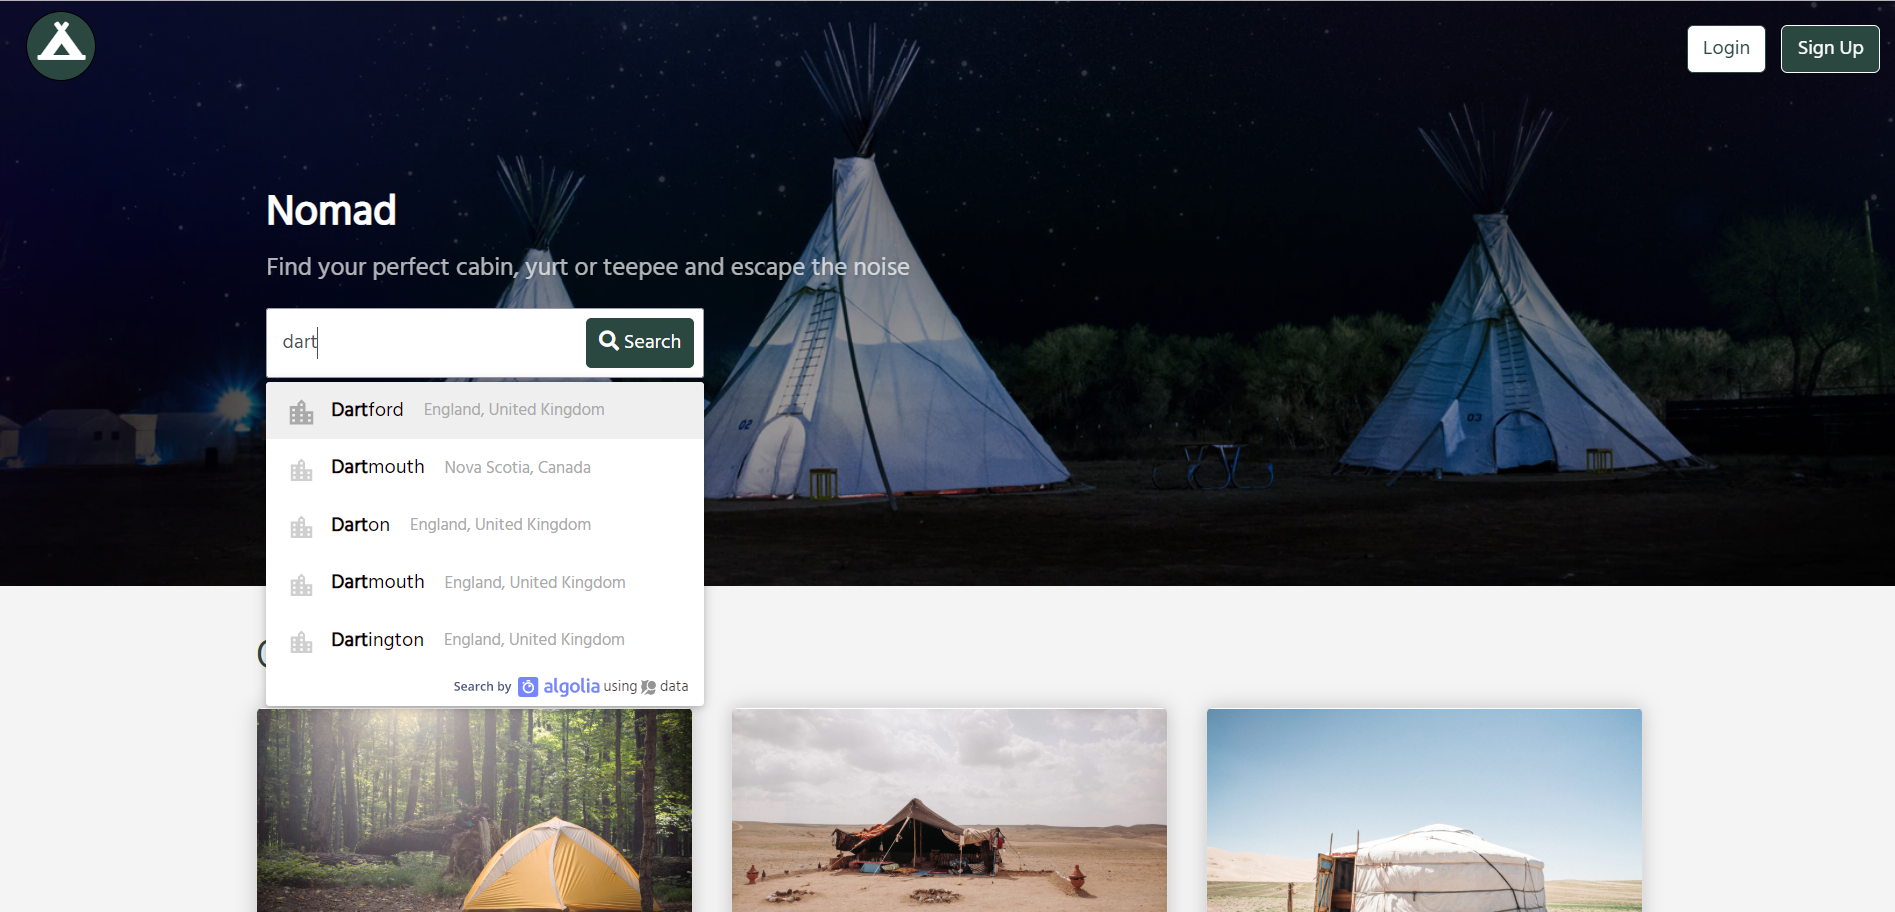 Login
Sign Up
Nomad
Find your perfect cabin, yurt or teepee and escape the noise
dart
Search
Dartford England, United Kingdom
Dartmouth Nova Scotia, Canada
Darton England, United Kingdom
Dartmouth England, United Kingdom
Dartington England, United Kingdom
Search by algolia using data
02
03